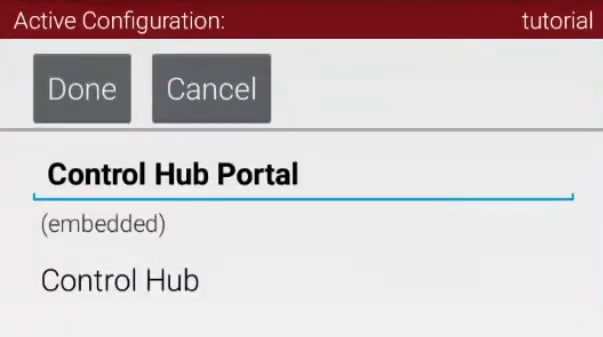 Active Configuration: tutorial
Done Cancel
Control Hub Portal
(embedded)
Control Hub